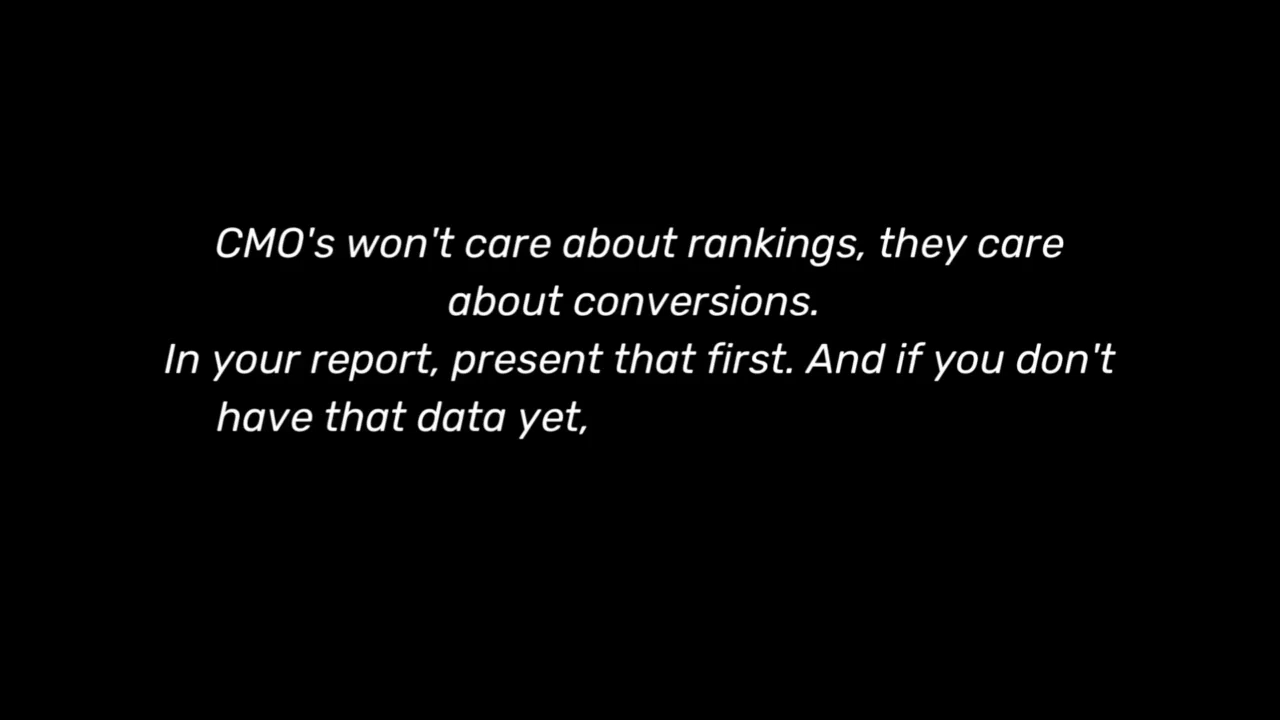 CMO's won't care about rankings, they care
about conversions.
In your report, present that first. And if you don't
have that data yet,